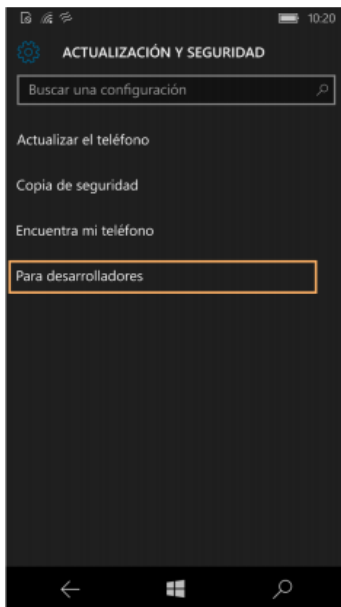 10:20
ACTUALIZACIÓN Y SEGURIDAD
Buscar una configuración
Actualizar el teléfono
Copia de seguridad
Encuentra mi teléfono
Para desarrolladores